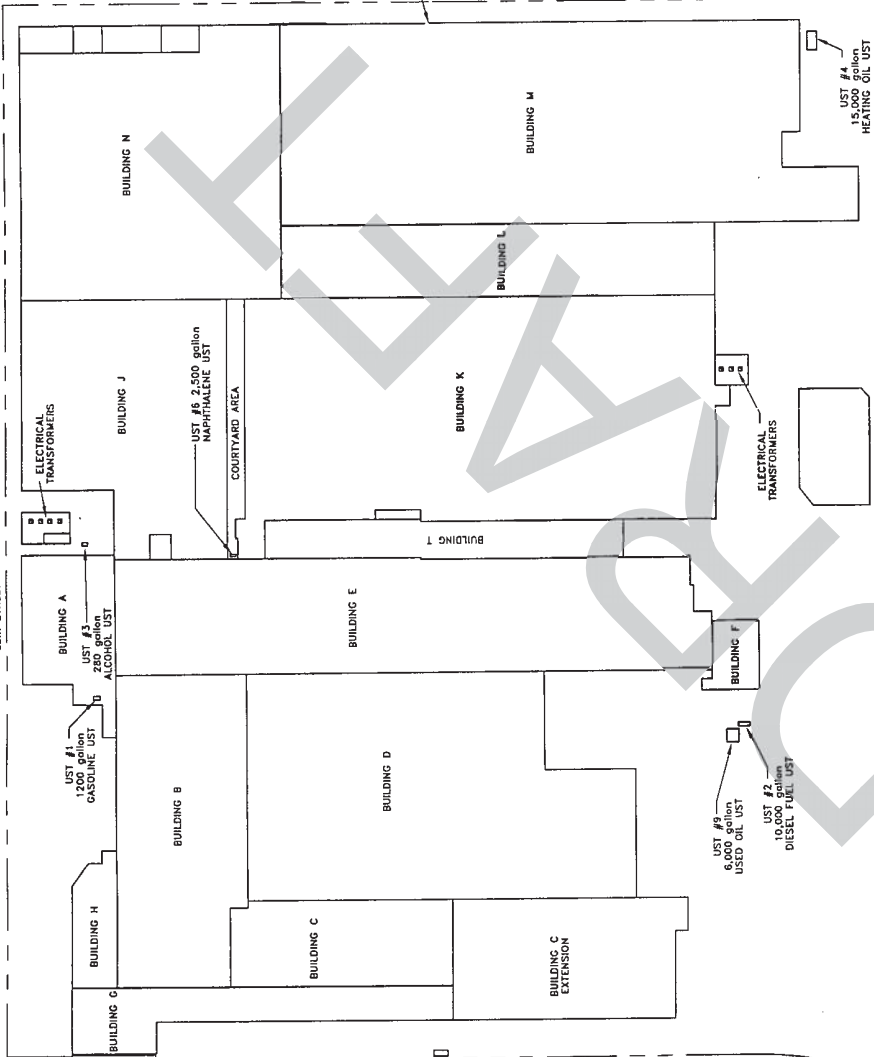 BUILDING N
BUILDING M
UST #4
15,000 gallon
HEATING OIL UST
BUILDING L
BUILDING J
BUILDING K
COURTYARD AREA
UST #6 2,500 gallon
NAPHTHALENE UST
ELECTRICAL
TRANSFORMERS
ELECTRICAL
TRANSFORMERS
BUILDING T
BUILDING A
UST #3
280 gallon
ALCOHOL UST
BUILDING E
BUILDING F
UST #1
1200 gallon
GASOLINE UST
BUILDING B
BUILDING D
UST #9
6,000 gallon
USED OIL UST
UST #2
10,000 gallon
DIESEL FUEL UST
BUILDING H
BUILDING C
BUILDING C
EXTENSION
BUILDING G
DRAFT